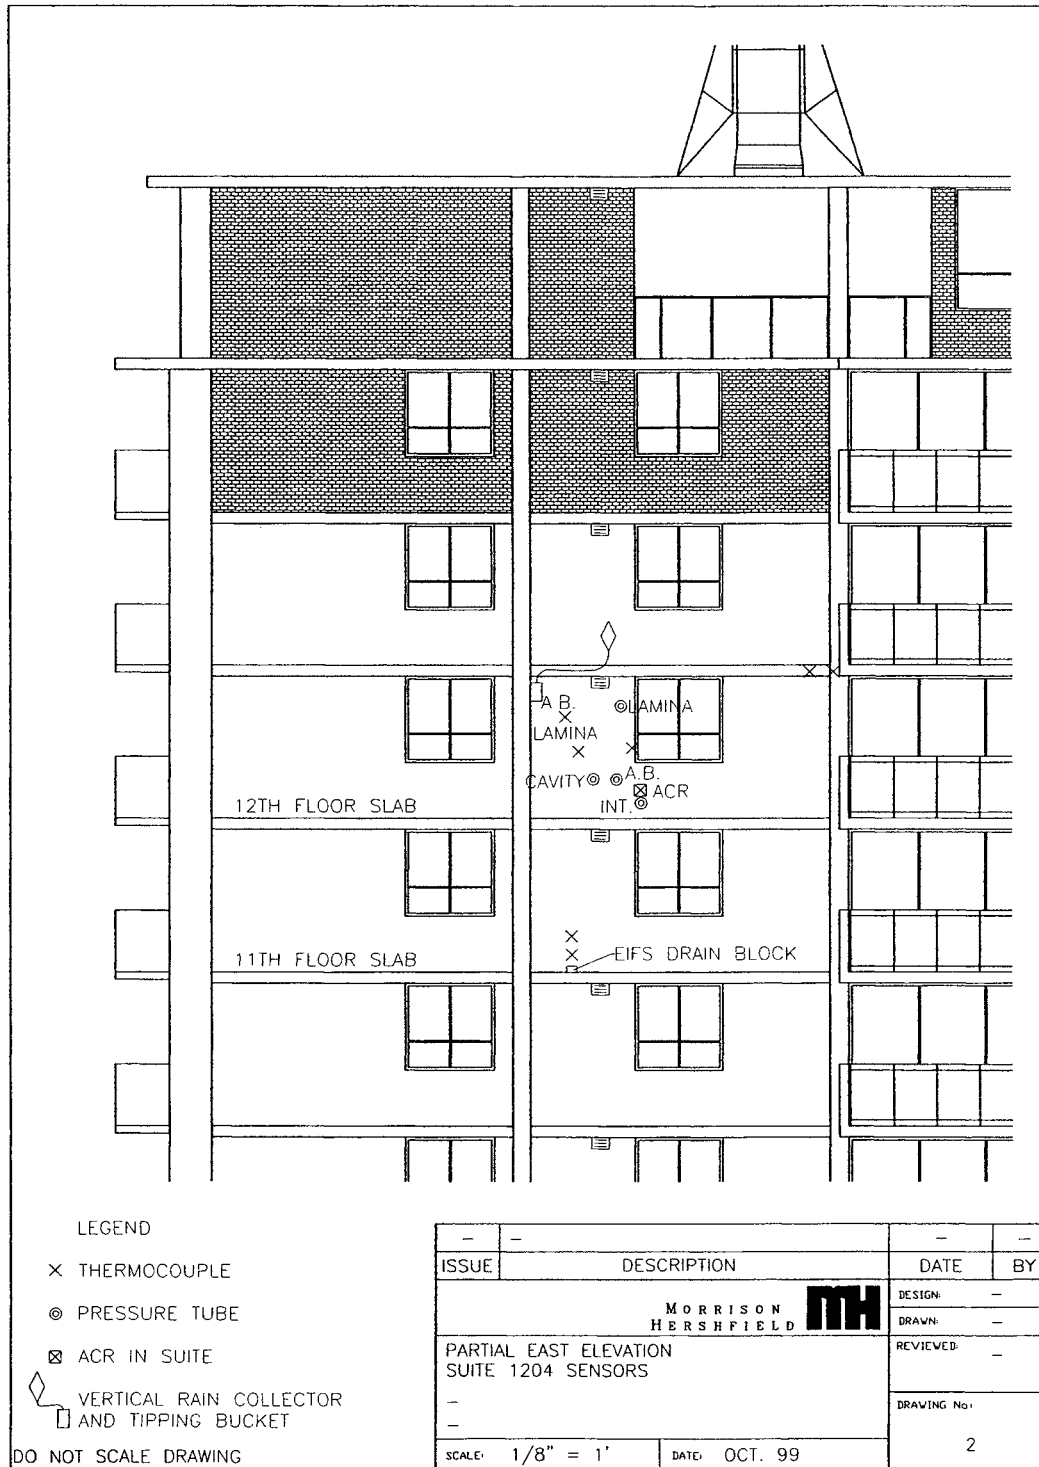 A.B.
LAMINA
LAMINA
CAVITY
A.B.
ACR
INT.
12TH FLOOR SLAB
11TH FLOOR SLAB
EIFS DRAIN BLOCK
LEGEND
THERMOCOUPLE
PRESSURE TUBE
ACR IN SUITE
VERTICAL RAIN COLLECTOR
AND TIPPING BUCKET
DO NOT SCALE DRAWING
- - - -
ISSUE DESCRIPTION DATE BY
MORRISON
HERSHFIELD MH
DESIGN: -
DRAWN: -
REVIEWED: -
PARTIAL EAST ELEVATION
SUITE 1204 SENSORS
-
-
DRAWING No:
2
SCALE: 1/8" = 1' DATE: OCT. 99